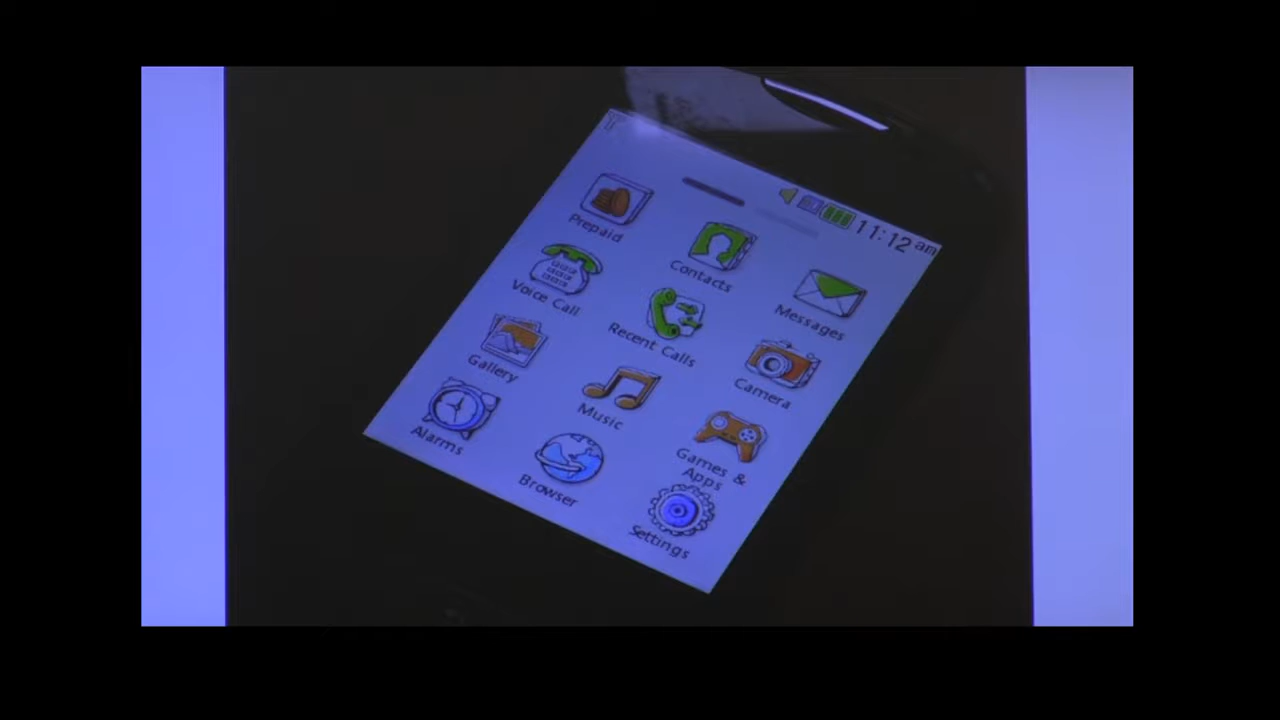 11:12 am
Prepaid
Contacts
Messages
Voice Call
Recent Calls
Camera
Gallery
Music
Games &
Apps
Alarms
Browser
Settings